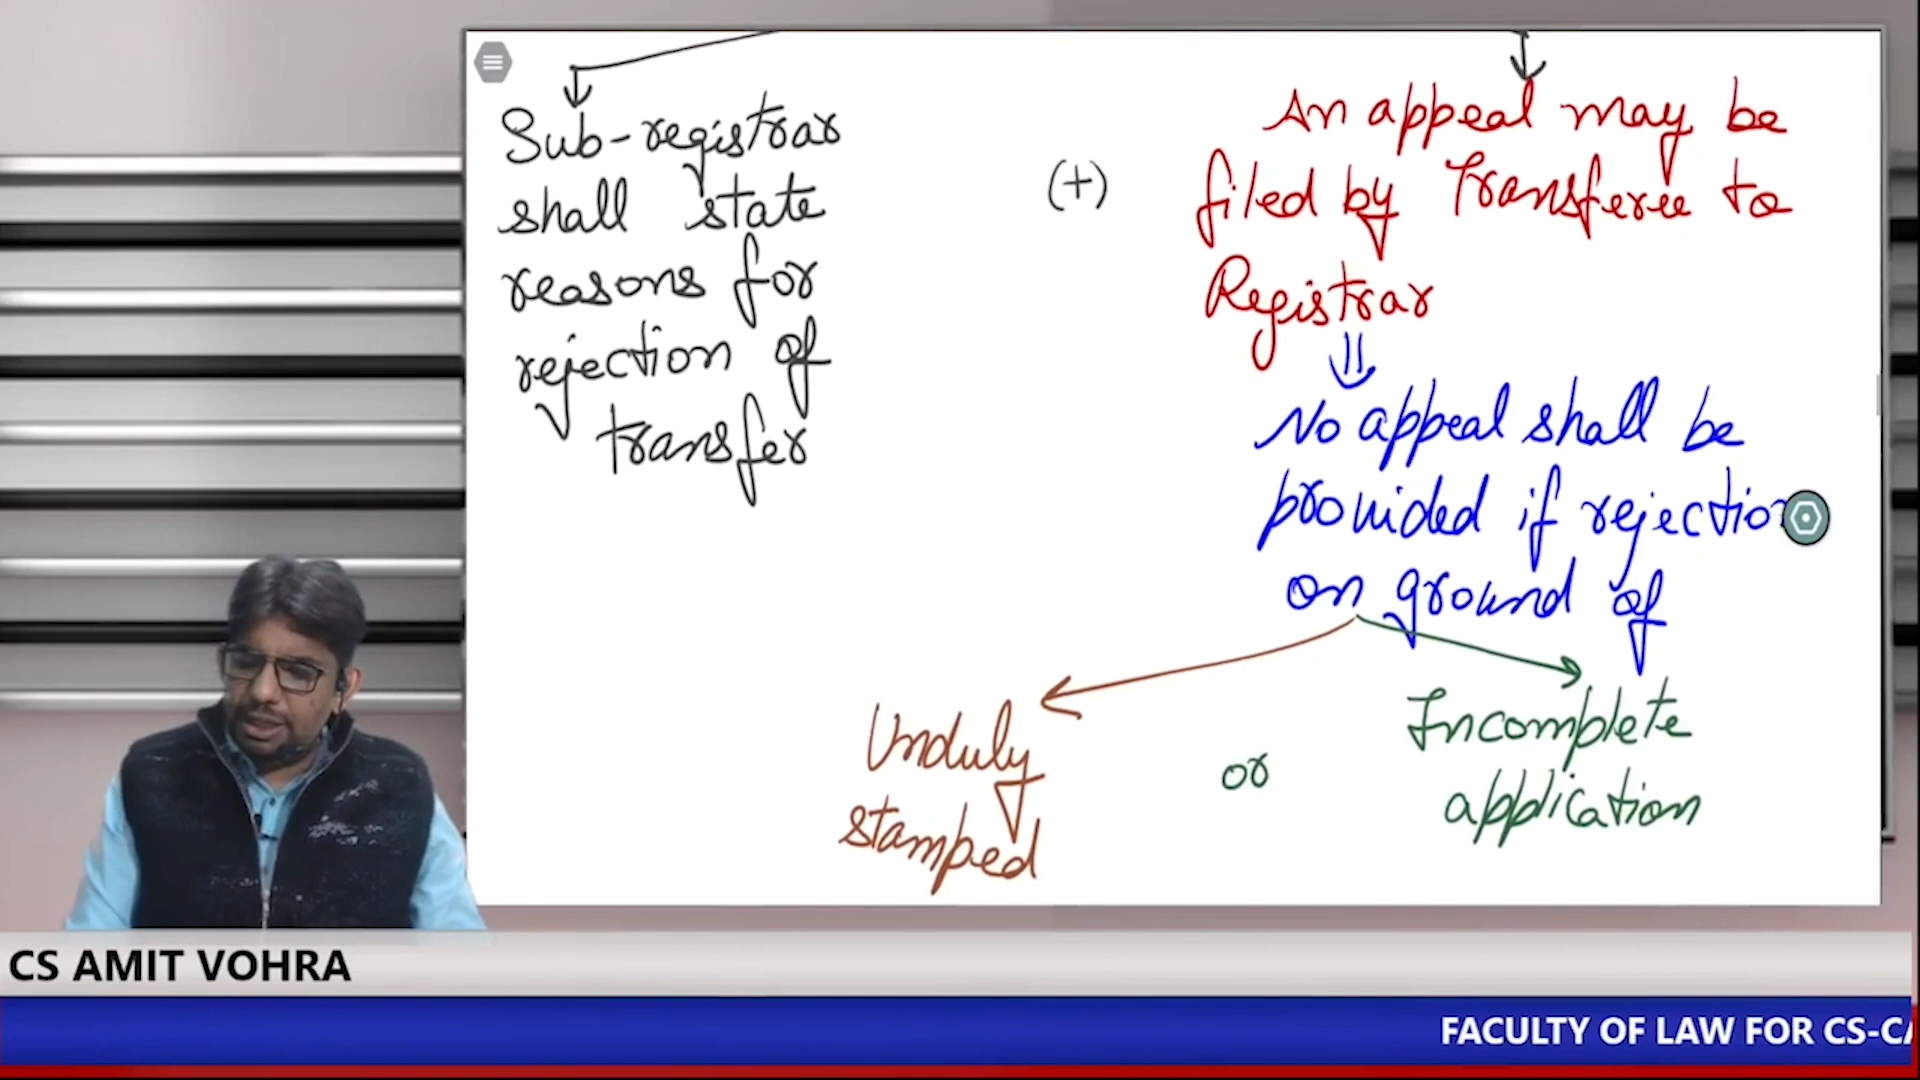 Sub-registrar
shall state
reasons for
rejection of
transfer
(+)
An appeal may be
filed by Transferee to
Registrar
No appeal shall be
provided if rejection
on ground of
Unduly
stamped
or
Incomplete
application
CS AMIT VOHRA
FACULTY OF LAW FOR CS-CA